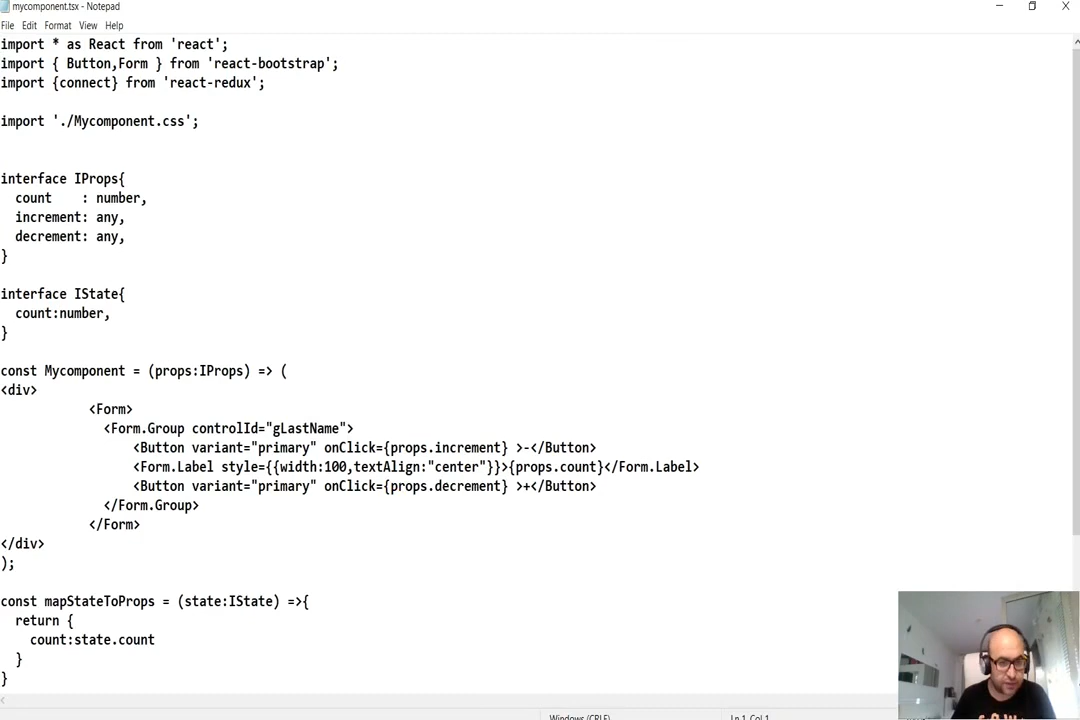 mycomponent.tsx - Notepad
File Edit Format View Help
import * as React from 'react';
import { Button,Form } from 'react-bootstrap';
import {connect} from 'react-redux';
import './Mycomponent.css';
interface IProps{
count    : number,
increment: any,
decrement: any,
}
interface IState{
count:number,
}
const Mycomponent = (props:IProps) => (
<div>
<Form>
<Form.Group controlId="gLastName">
<Button variant="primary" onClick={props.increment} >-</Button>
<Form.Label style={{width:100,textAlign:"center"}}>{props.count}</Form.Label>
<Button variant="primary" onClick={props.decrement} >+</Button>
</Form.Group>
</Form>
</div>
);
const mapStateToProps = (state:IState) =>{
return {
count:state.count
}
}
Windows (CRLF) Ln 1, Col 1